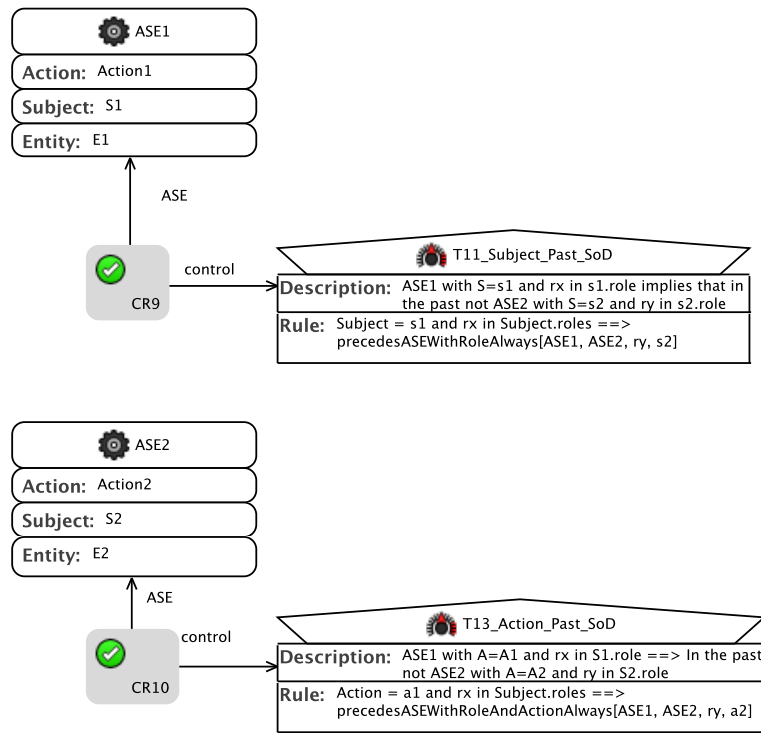 ASE1
Action: Action1
Subject: S1
Entity: E1
ASE
control
CR9
T11_Subject_Past_SoD
Description: ASE1 with S=s1 and rx in s1.role implies that in
the past not ASE2 with S=s2 and ry in s2.role
Rule: Subject = s1 and rx in Subject.roles ==>
precedesASEWithRoleAlways[ASE1, ASE2, ry, s2]
ASE2
Action: Action2
Subject: S2
Entity: E2
ASE
control
CR10
T13_Action_Past_SoD
Description: ASE1 with A=A1 and rx in S1.role ==> In the past
not ASE2 with A=A2 and ry in S2.role
Rule: Action = a1 and rx in Subject.roles ==>
precedesASEWithRoleAndActionAlways[ASE1, ASE2, ry, a2]